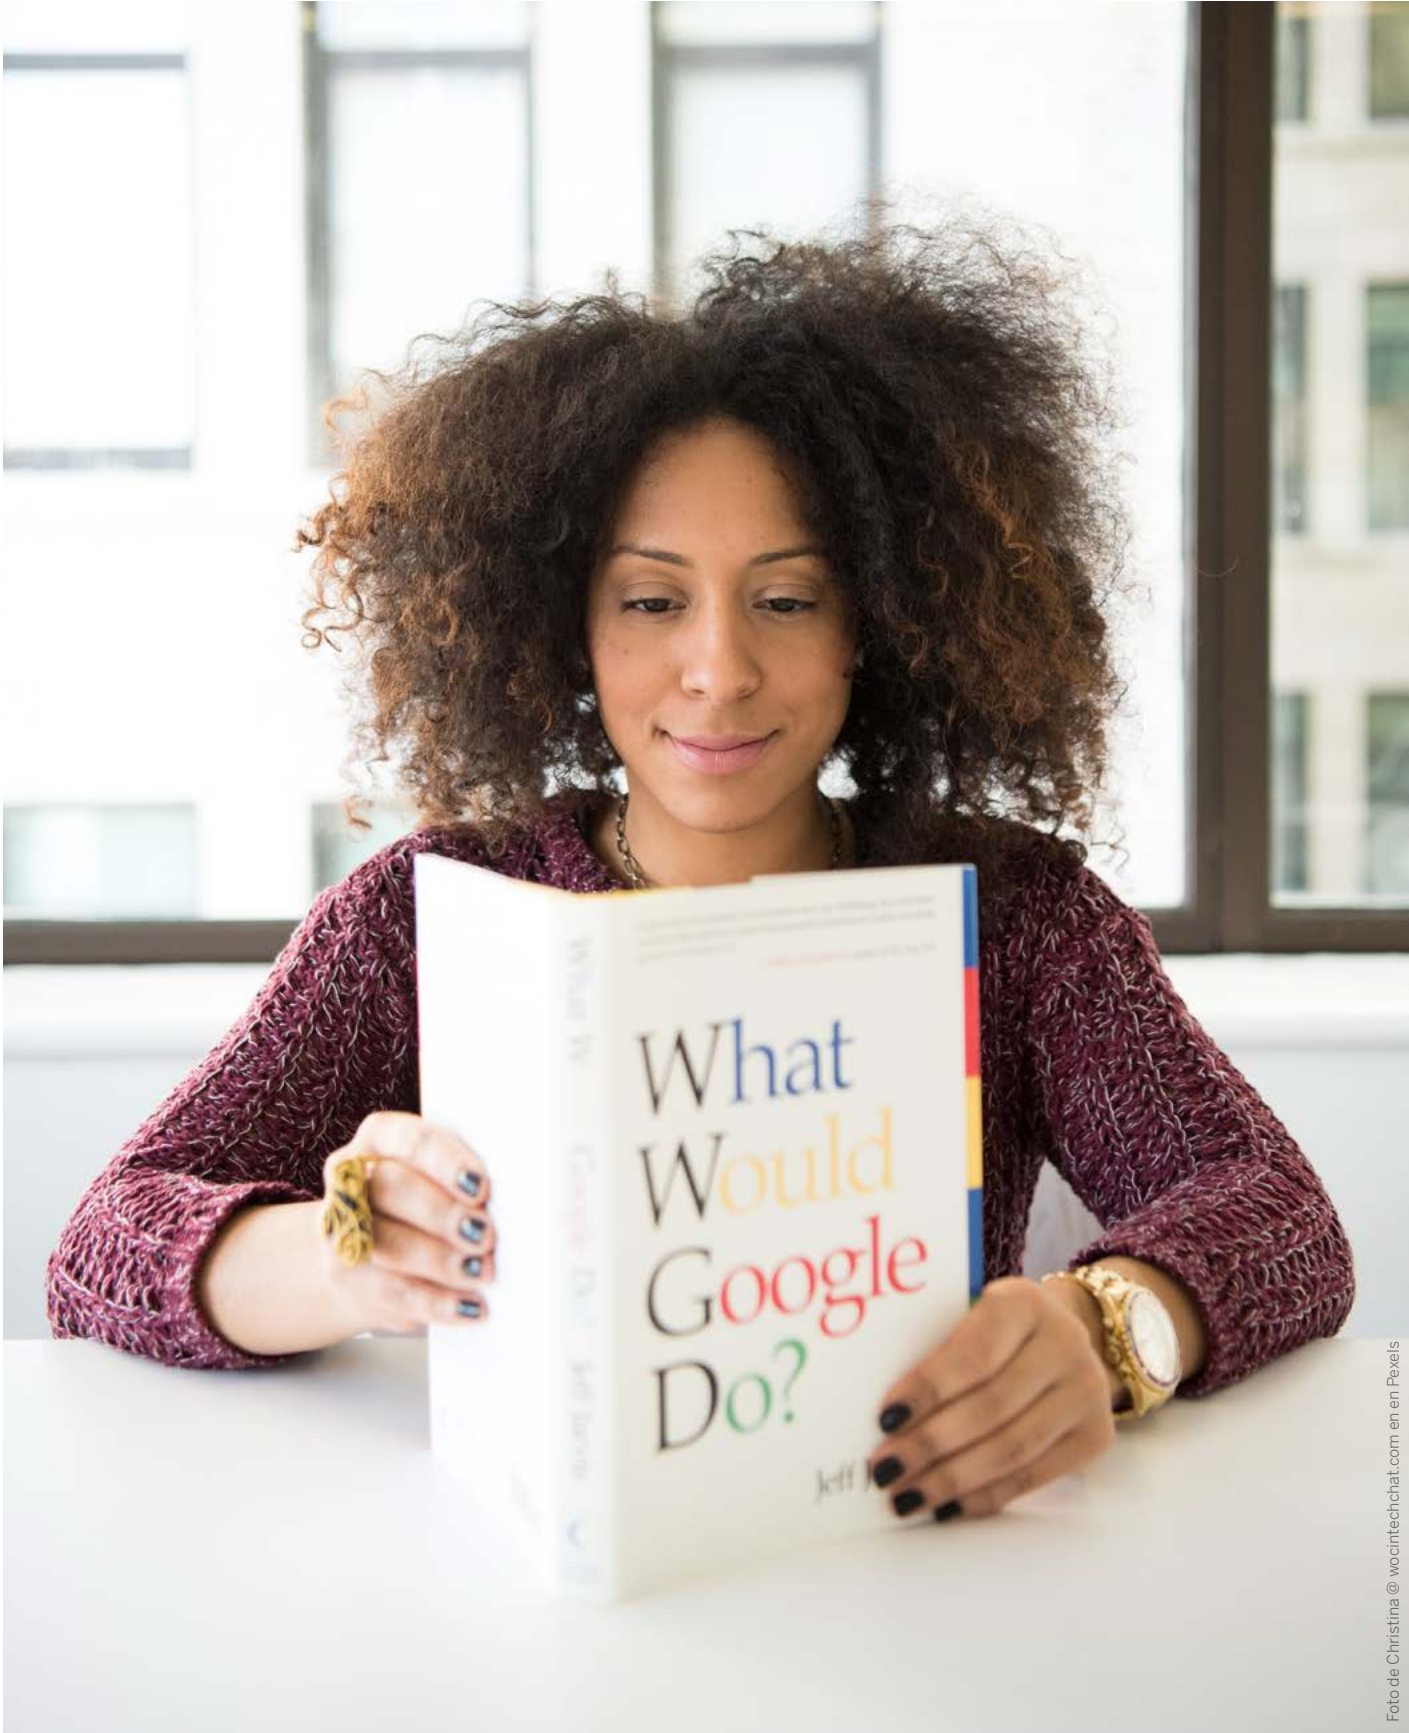 What
Would
Google
Do?
Jeff J
What W Google Do? Jeff Jarvis
Foto de Christina @ wocintechchat.com en en Pexels